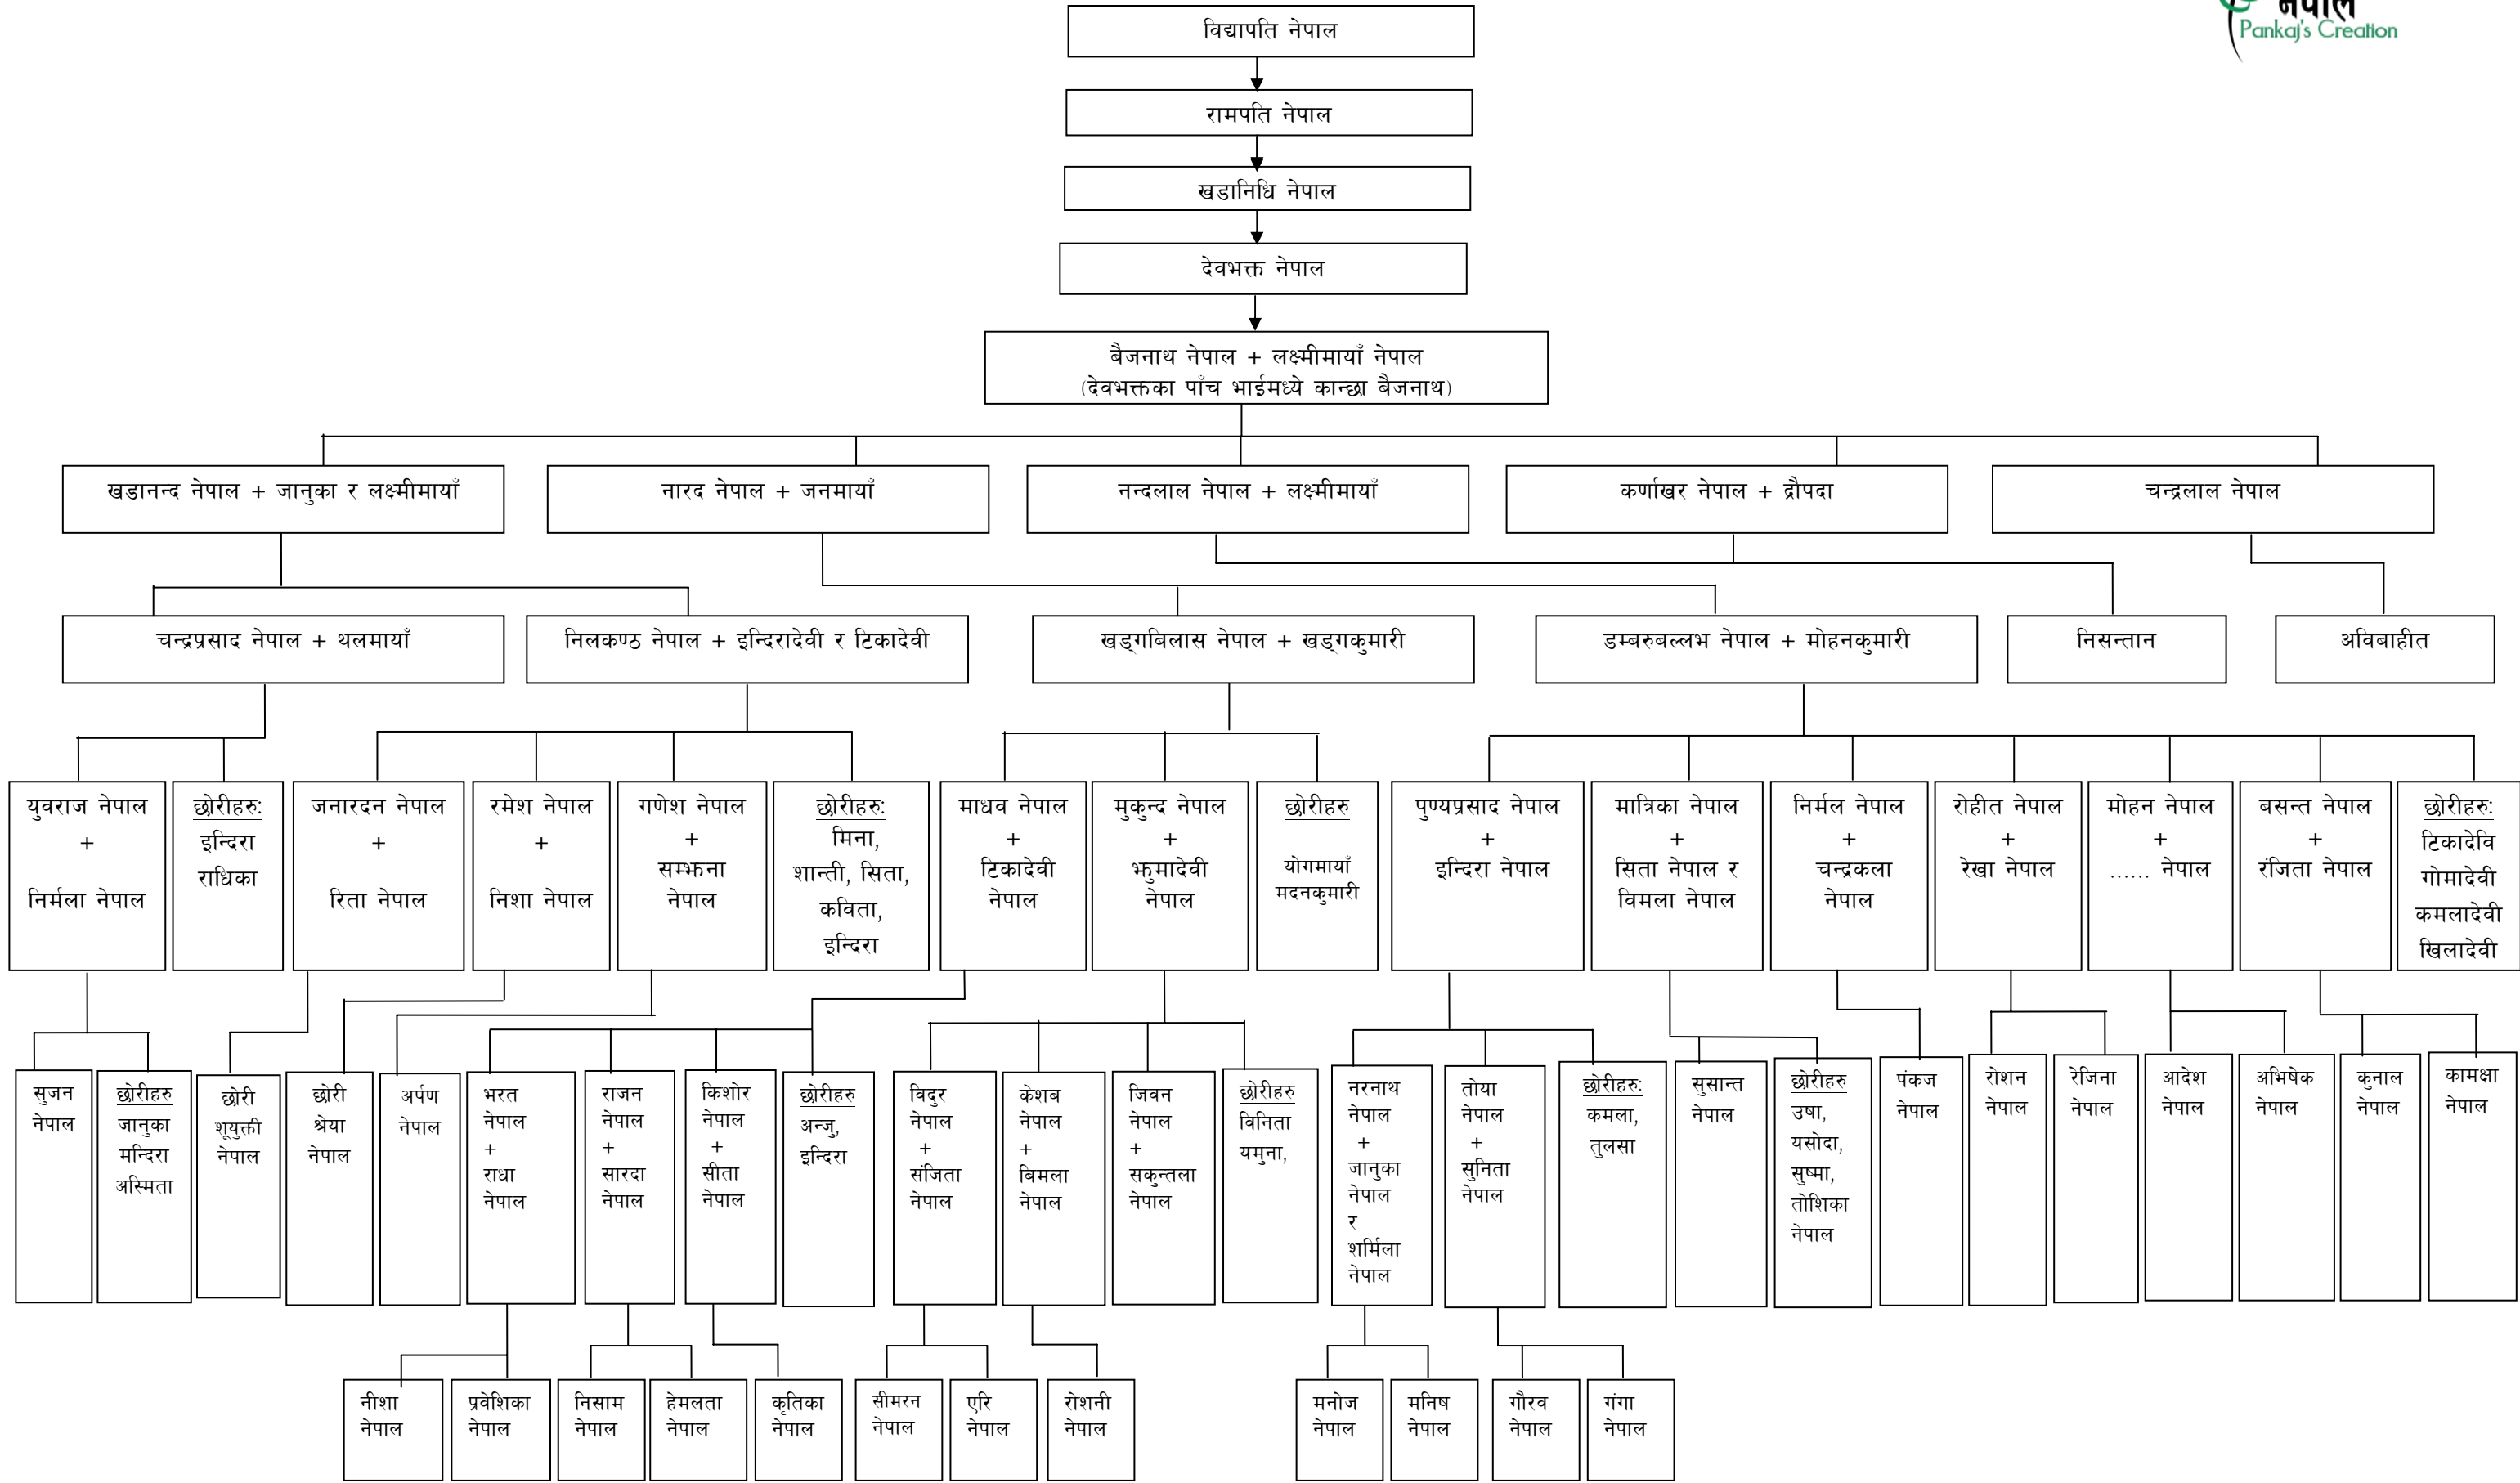 नेपाल
Pankaj's Creation
विद्यापति नेपाल
रामपति नेपाल
खडानिधि नेपाल
देवभक्त नेपाल
बैजनाथ नेपाल + लक्ष्मीमायाँ नेपाल
(देवभक्तका पाँच भाईमध्ये कान्छा बैजनाथ)
खडानन्द नेपाल + जानुका र लक्ष्मीमायाँ
नारद नेपाल + जनमायाँ
नन्दलाल नेपाल + लक्ष्मीमायाँ
कर्णाखर नेपाल + द्रौपदा
चन्द्रलाल नेपाल
चन्द्रप्रसाद नेपाल + थलमायाँ
निलकण्ठ नेपाल + इन्दिरादेवी र टिकादेवी
खड्गबिलास नेपाल + खड्गकुमारी
डम्बरुबल्लभ नेपाल + मोहनकुमारी
निसन्तान
अविबाहीत
युवराज नेपाल
+
निर्मला नेपाल
छोरीहरु:
इन्दिरा
राधिका
जनारदन नेपाल
+
रिता नेपाल
रमेश नेपाल
+
निशा नेपाल
गणेश नेपाल
+
सम्झना
नेपाल
छोरीहरु:
मिना,
शान्ती, सिता,
कविता,
इन्दिरा
माधव नेपाल
+
टिकादेवी
नेपाल
मुकुन्द नेपाल
+
झुमादेवी
नेपाल
छोरीहरु
योगमायाँ
मदनकुमारी
पुण्यप्रसाद नेपाल
+
इन्दिरा नेपाल
मात्रिका नेपाल
+
सिता नेपाल र
विमला नेपाल
निर्मल नेपाल
+
चन्द्रकला
नेपाल
रोहीत नेपाल
+
रेखा नेपाल
मोहन नेपाल
+
...... नेपाल
बसन्त नेपाल
+
रंजिता नेपाल
छोरीहरु:
टिकादेवि
गोमादेवी
कमलादेवी
खिलादेवी
सुजन
नेपाल
छोरीहरु
जानुका
मन्दिरा
अस्मिता
छोरी
शूयुक्ती
नेपाल
छोरी
श्रेया
नेपाल
अर्पण
नेपाल
भरत
नेपाल
+
राधा
नेपाल
राजन
नेपाल
+
सारदा
नेपाल
किशोर
नेपाल
+
सीता
नेपाल
छोरीहरु
अन्जु,
इन्दिरा
विदुर
नेपाल
+
संजिता
नेपाल
केशब
नेपाल
+
बिमला
नेपाल
जिवन
नेपाल
+
सकुन्तला
नेपाल
छोरीहरु
विनिता
यमुना,
नरनाथ
नेपाल
+
जानुका
नेपाल
र
शर्मिला
नेपाल
तोया
नेपाल
+
सुनिता
नेपाल
छोरीहरु:
कमला,
तुलसा
सुसान्त
नेपाल
छोरीहरु
उषा,
यसोदा,
सुष्मा,
तोशिका
नेपाल
पंकज
नेपाल
रोशन
नेपाल
रेजिना
नेपाल
आदेश
नेपाल
अभिषेक
नेपाल
कुनाल
नेपाल
कामक्षा
नेपाल
नीशा
नेपाल
प्रवेशिका
नेपाल
निसाम
नेपाल
हेमलता
नेपाल
कृतिका
नेपाल
सीमरन
नेपाल
एरि
नेपाल
रोशनी
नेपाल
मनोज
नेपाल
मनिष
नेपाल
गौरव
नेपाल
गंगा
नेपाल